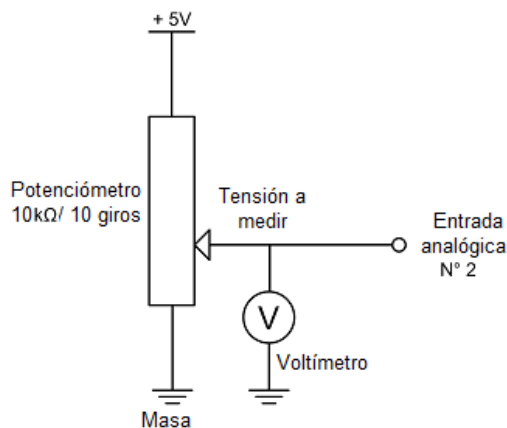 + 5V
Potenciómetro
10kΩ/ 10 giros
Tensión a
medir
Entrada
analógica
N° 2
V
Voltímetro
Masa